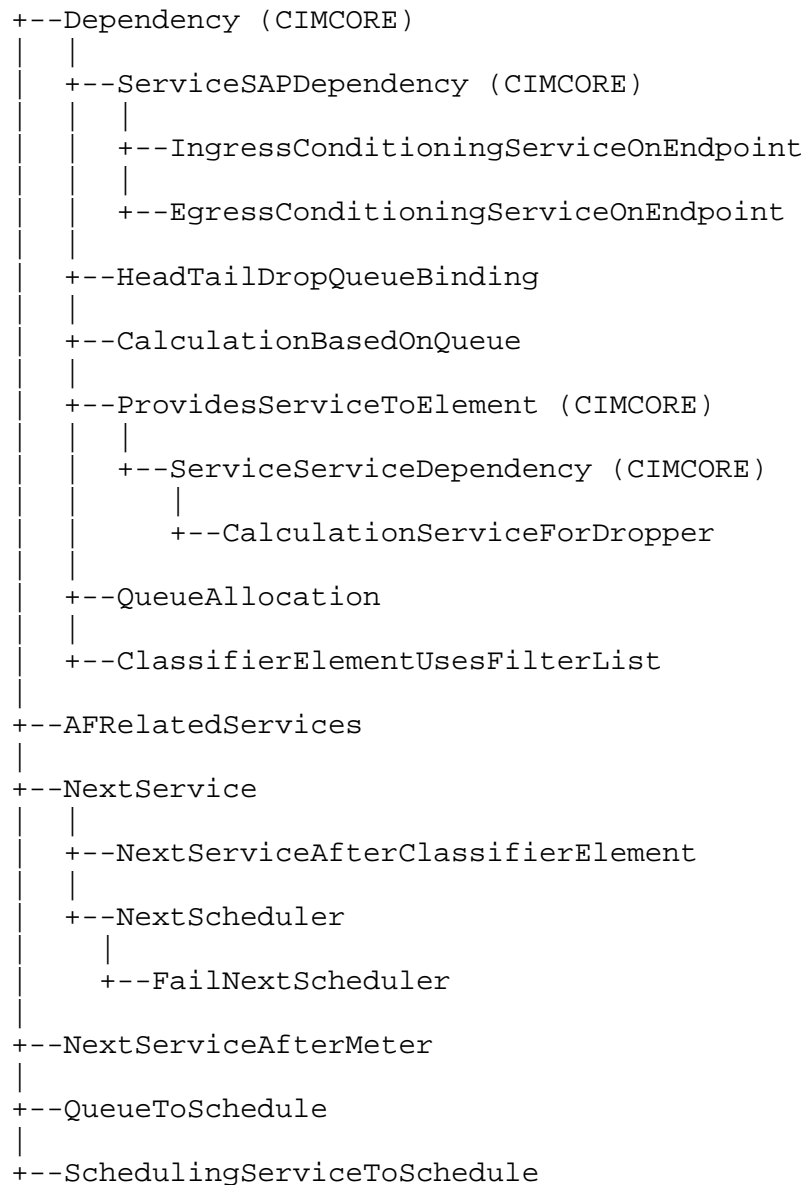 +--Dependency (CIMCORE)
|  |
|  +--ServiceSAPDependency (CIMCORE)
|  |  |
|  |  +--IngressConditioningServiceOnEndpoint
|  |  |
|  |  +--EgressConditioningServiceOnEndpoint
|  |
|  +--HeadTailDropQueueBinding
|  |
|  +--CalculationBasedOnQueue
|  |
|  +--ProvidesServiceToElement (CIMCORE)
|  |  |
|  |  +--ServiceServiceDependency (CIMCORE)
|  |     |
|  |     +--CalculationServiceForDropper
|  |
|  +--QueueAllocation
|  |
|  +--ClassifierElementUsesFilterList
|
+--AFRelatedServices
|
+--NextService
|  |
|  +--NextServiceAfterClassifierElement
|  |
|  +--NextScheduler
|    |
|    +--FailNextScheduler
|
+--NextServiceAfterMeter
|
+--QueueToSchedule
|
+--SchedulingServiceToSchedule